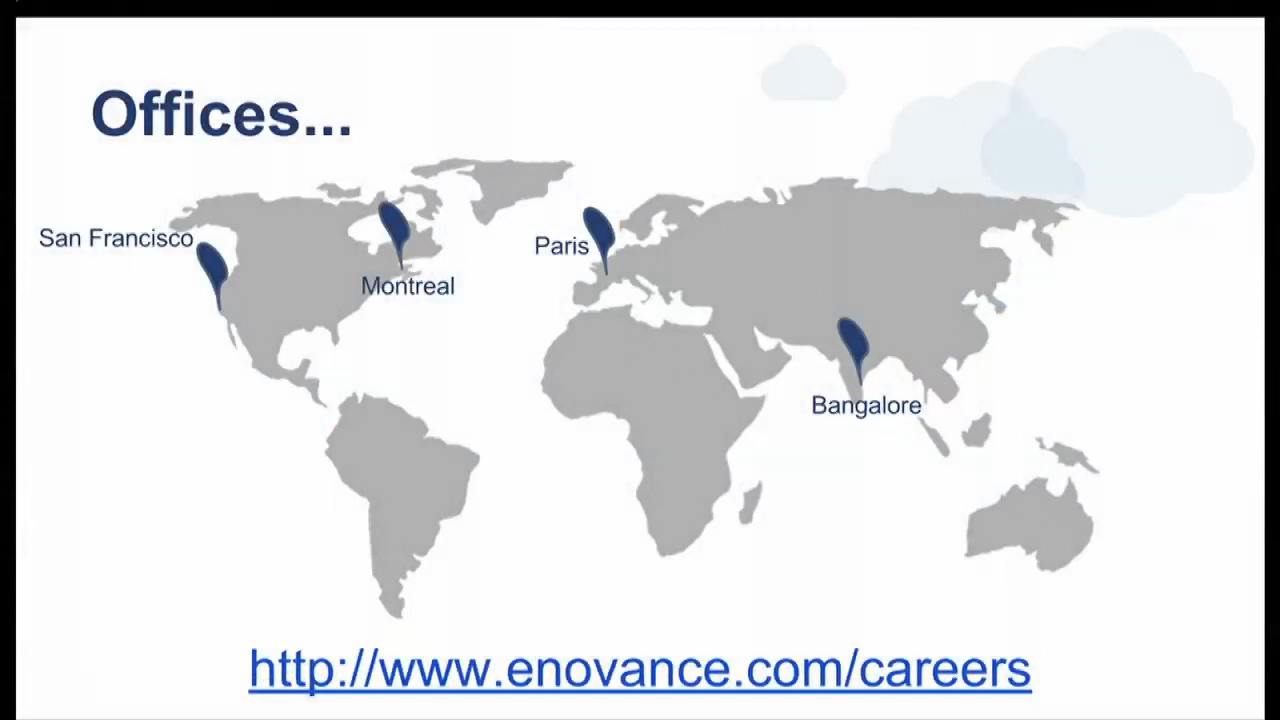 Offices...
San Francisco
Paris
Montreal
Bangalore
http://www.enovance.com/careers